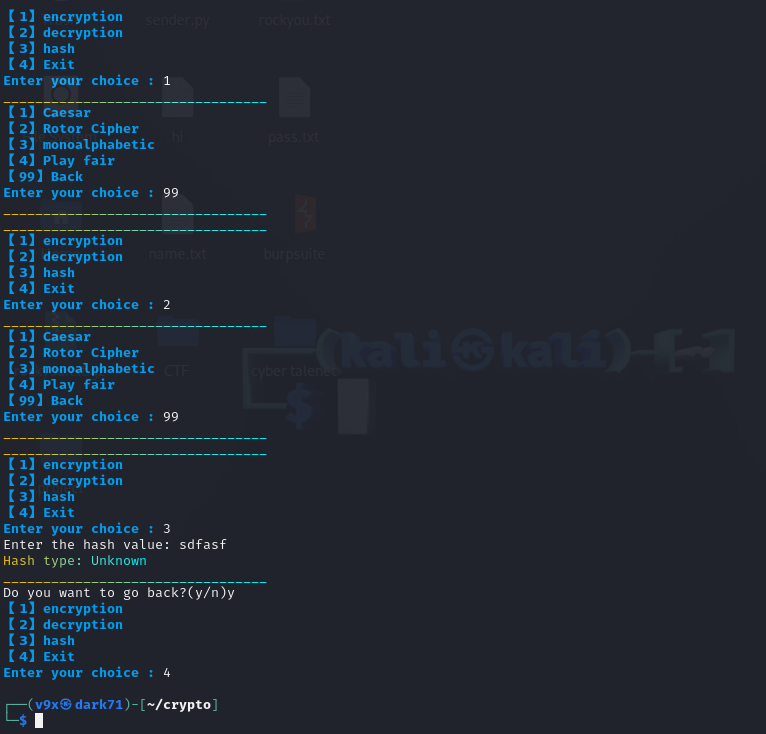 【 1】encryption
【 2】decryption
【 3】hash
【 4】Exit
Enter your choice : 1
_________________________________
【 1】Caesar
【 2】Rotor Cipher
【 3】monoalphabetic
【 4】Play fair
【 99】Back
Enter your choice : 99
_________________________________
_________________________________
【 1】encryption
【 2】decryption
【 3】hash
【 4】Exit
Enter your choice : 2
_________________________________
【 1】Caesar
【 2】Rotor Cipher
【 3】monoalphabetic
【 4】Play fair
【 99】Back
Enter your choice : 99
_________________________________
_________________________________
【 1】encryption
【 2】decryption
【 3】hash
【 4】Exit
Enter your choice : 3
Enter the hash value: sdfasf
Hash type: Unknown
_________________________________
Do you want to go back?(y/n)y
【 1】encryption
【 2】decryption
【 3】hash
【 4】Exit
Enter your choice : 4
┌──(v9x㉿dark71)-[~/crypto]
└─$
sender.py
rockyou.txt
hi
pass.txt
name.txt
burpsuite
CTF
(kali㉿kali)-[~]
$